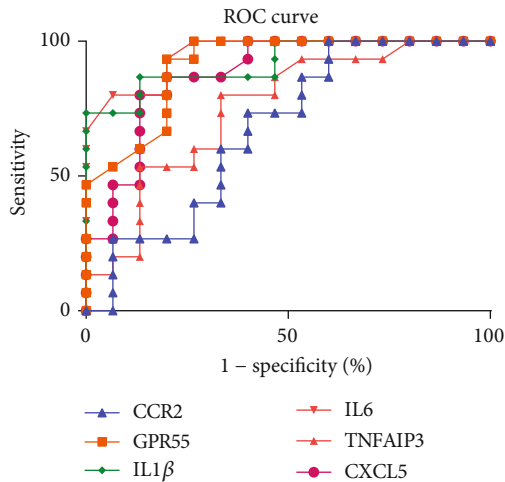 ROC curve
100
50
0
Sensitivity
0
50
100
1 − specificity (%)
CCR2
GPR55
IL1β
IL6
TNFAIP3
CXCL5